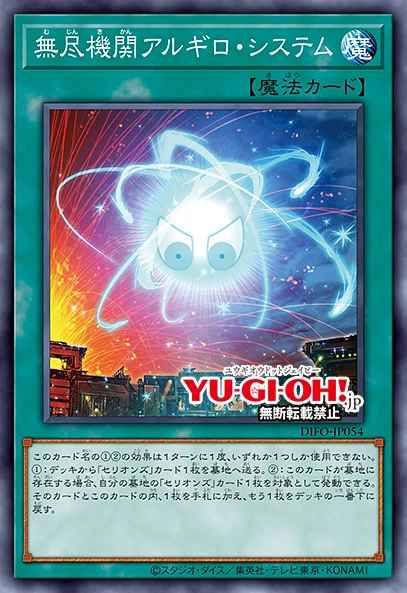 無尽機関アルギロ・システム
【魔法カード】
魔
ユウギオウドットジェイピー
YU-GI-OH!.jp
無断転載禁止
DIFO-JP054
このカード名の①②の効果は1ターンに1度、いずれか1つしか使用できない。
①：デッキから「セリオンズ」カード1枚を墓地へ送る。②：このカードが墓地に
存在する場合、自分の墓地の「セリオンズ」カード1枚を対象として発動できる。
そのカードとこのカードの内、1枚を手札に加え、もう1枚をデッキの一番下に
戻す。
©スタジオ・ダイス／集英社・テレビ東京・KONAMI